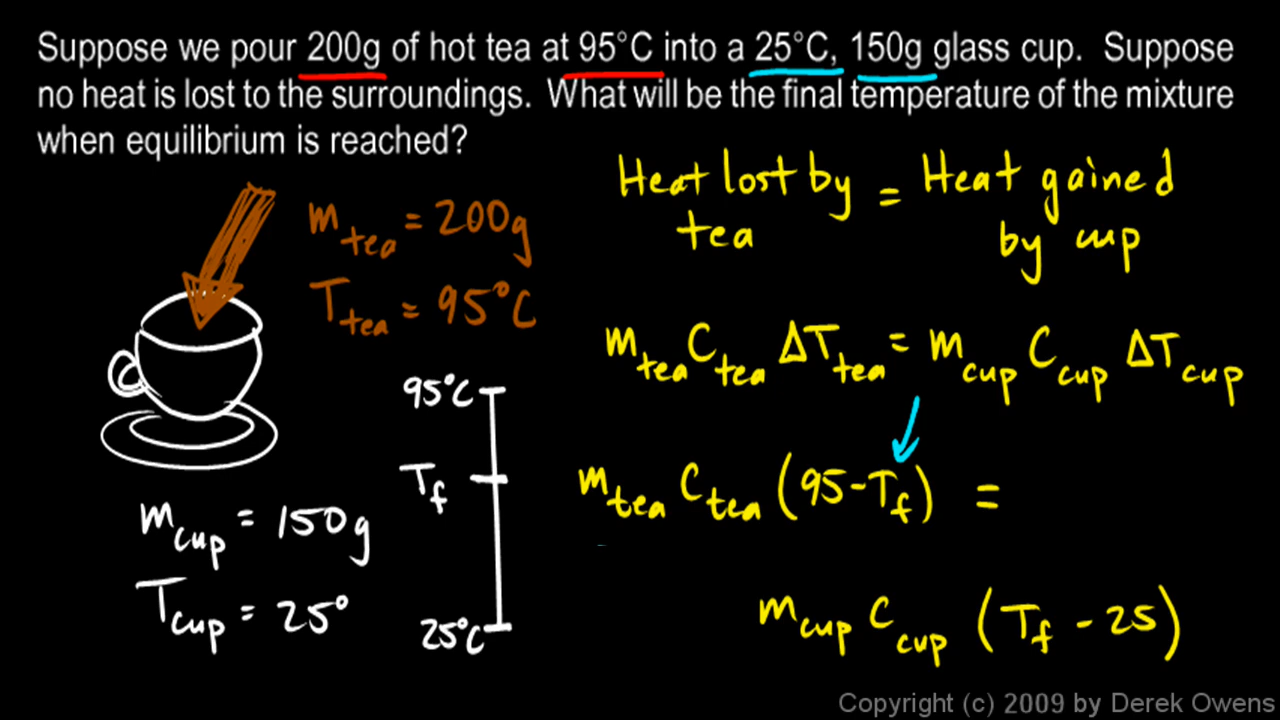 Suppose we pour 200g of hot tea at 95°C into a 25°C, 150g glass cup. Suppose
no heat is lost to the surroundings. What will be the final temperature of the mixture
when equilibrium is reached?
Heat lost by tea = Heat gained by cup
m_tea = 200g
T_tea = 95°C
m_tea C_tea ΔT_tea = m_cup C_cup ΔT_cup
95°C
T_f
25°C
m_tea C_tea (95-T_f) =
m_cup C_cup (T_f - 25)
m_cup = 150g
T_cup = 25°
Copyright (c) 2009 by Derek Owens